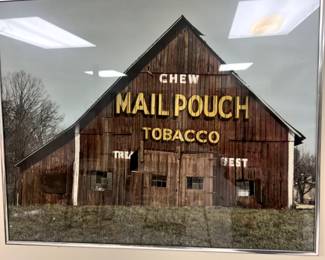 CHEW
MAIL POUCH
TOBACCO
BEST